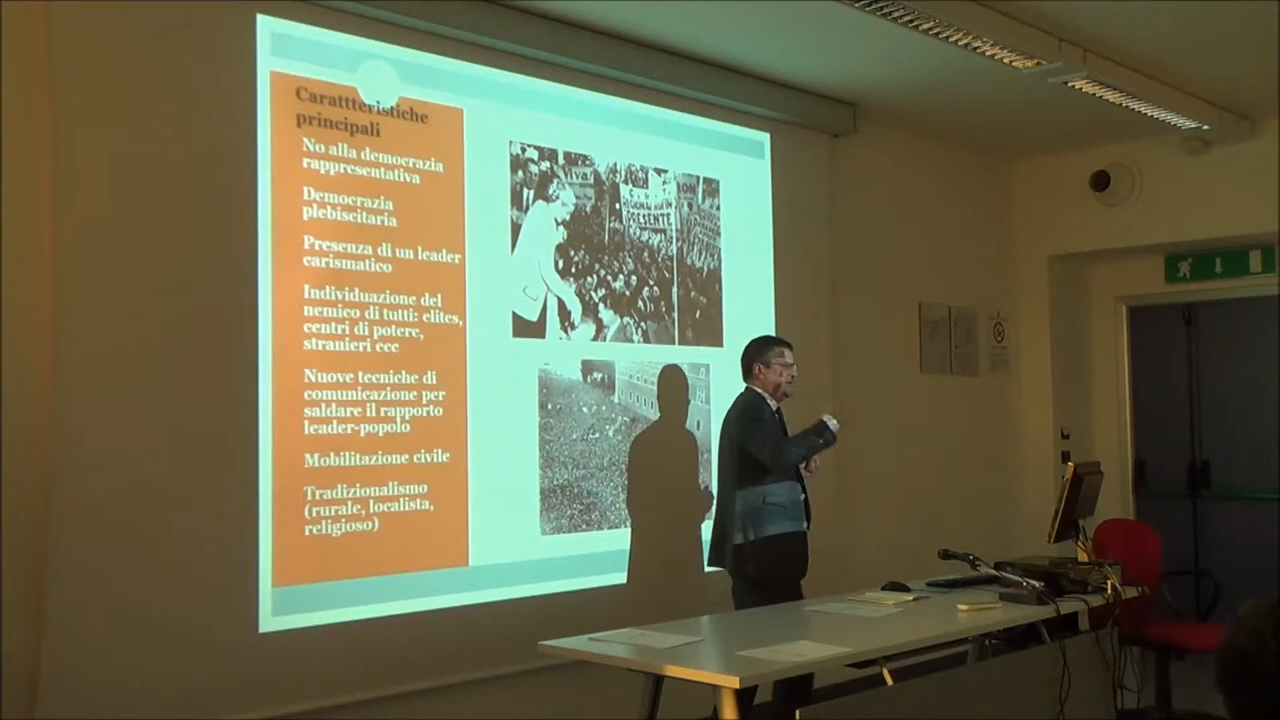 Carattteristiche
principali
No alla democrazia
rappresentativa
Democrazia
plebiscitaria
Presenza di un leader
carismatico
Individuazione del
nemico di tutti: elites,
centri di potere,
stranieri ecc
Nuove tecniche di
comunicazione per
saldare il rapporto
leader-popolo
Mobilitazione civile
Tradizionalismo
(rurale, localista,
religioso)
PRESENTE